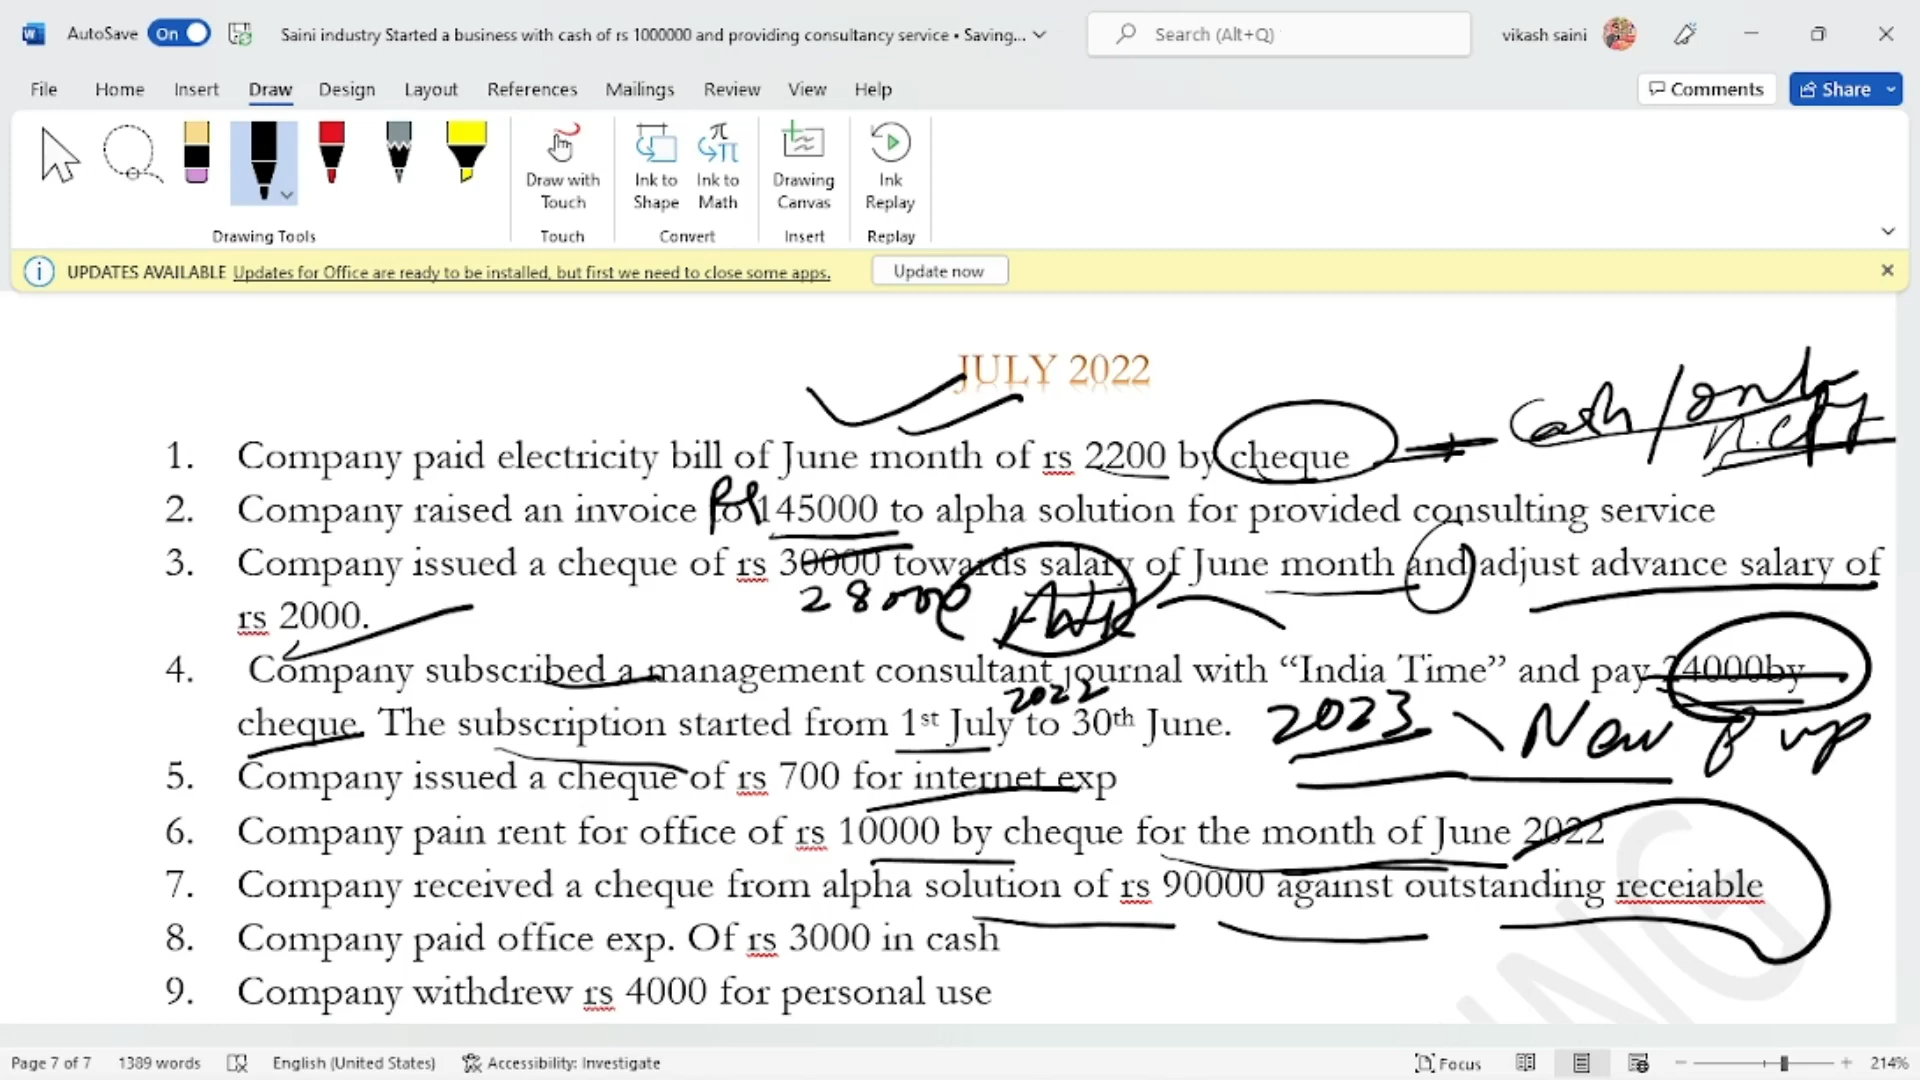 AutoSave On Saini industry Started a business with cash of rs 1000000 and providing consultancy service • Saving... Search (Alt+Q) vikash saini
File Home Insert Draw Design Layout References Mailings Review View Help Comments Share
Draw with Touch Ink to Shape Ink to Math Drawing Canvas Ink Replay
Drawing Tools Touch Convert Insert Replay
UPDATES AVAILABLE Updates for Office are ready to be installed, but first we need to close some apps. Update now
JULY 2022
Cash / only
1. Company paid electricity bill of June month of rs 2200 by cheque
2. Company raised an invoice 145000 to alpha solution for provided consulting service
3. Company issued a cheque of rs 30000 towards salary of June month and adjust advance salary of
28000
rs 2000.
4. Company subscribed a management consultant journal with “India Time” and pay 24000by
2022
cheque. The subscription started from 1st July to 30th June. 2023 New
5. Company issued a cheque of rs 700 for internet exp
6. Company pain rent for office of rs 10000 by cheque for the month of June 2022
7. Company received a cheque from alpha solution of rs 90000 against outstanding receiable
8. Company paid office exp. Of rs 3000 in cash
9. Company withdrew rs 4000 for personal use
Page 7 of 7 1389 words English (United States) Accessibility: Investigate Focus 214%